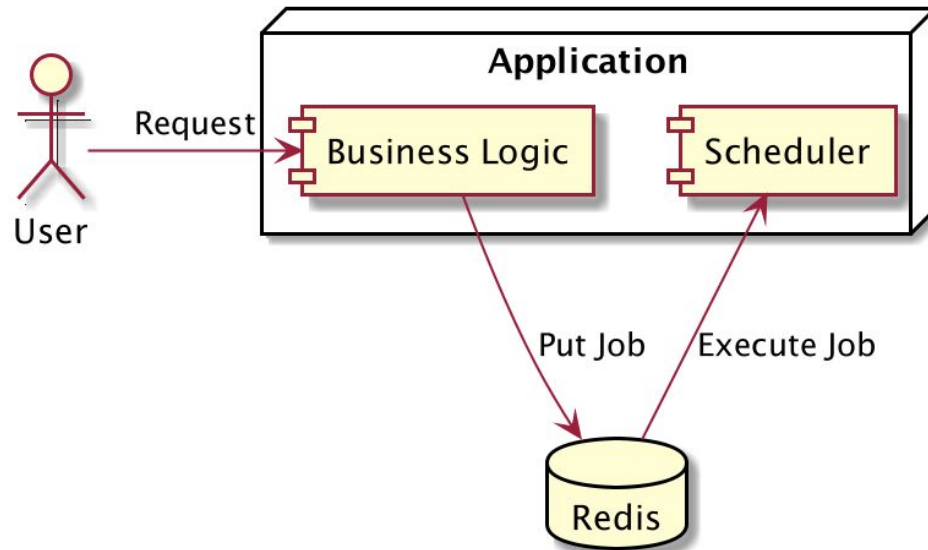 Application
Request
Business Logic
Scheduler
User
Put Job
Execute Job
Redis